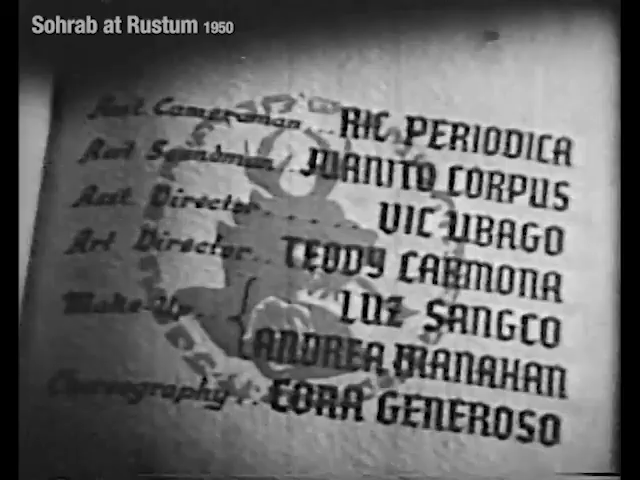 Sohrab at Rustum 1950
Asst. Cameraman... RIC PERIODICA
Asst Soundman.. JUANITO CORPUS
Asst. Director....... VIC UBAGO
Art Director.. TEDDY CARMONA
Make-Up. { LUZ SANGCO
ANDREA MANAHAN
Choreography.. EORA GENEROSO